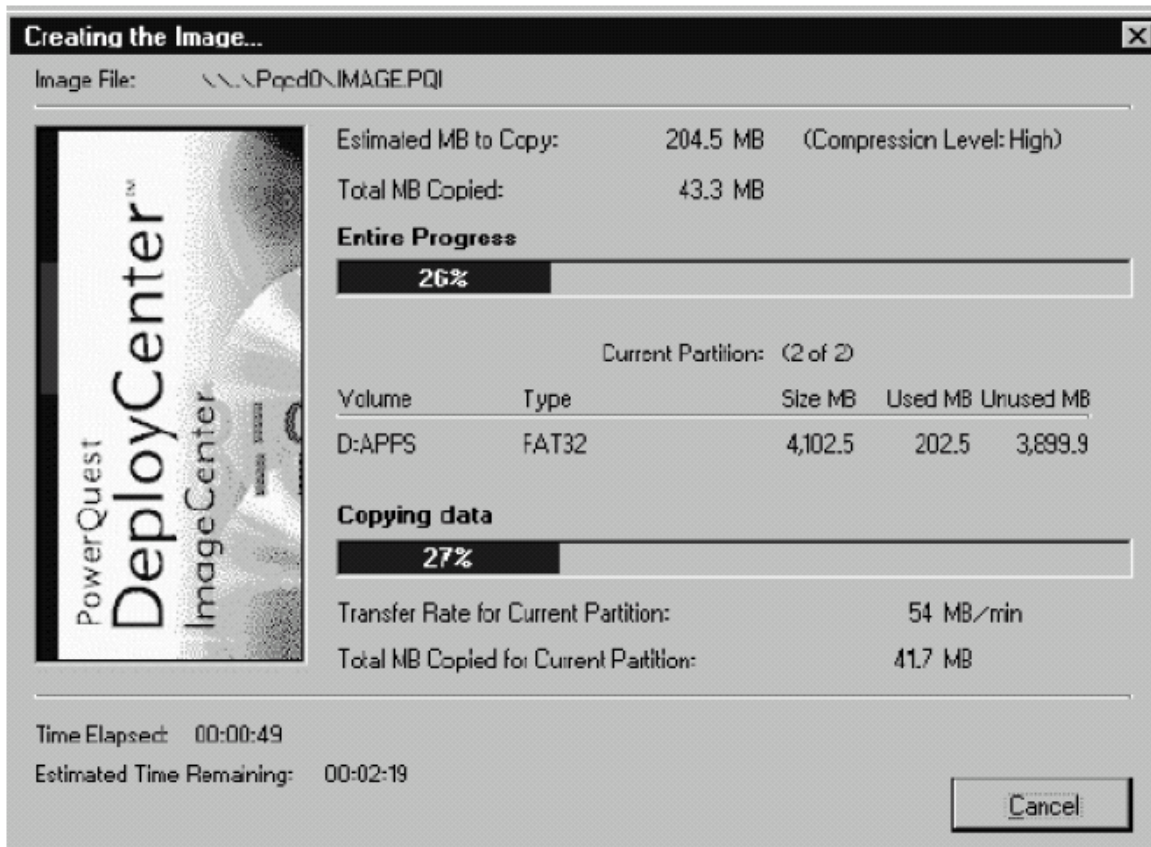 Creating the Image...
Image File: \\.\Pqcd0\IMAGE.PQI
PowerQuest
DeployCenter™
ImageCenter
Estimated MB to Copy: 204.5 MB (Compression Level: High)
Total MB Copied: 43.3 MB
Entire Progress
26%
Current Partition: (2 of 2)
Volume Type Size MB Used MB Unused MB
D:APPS FAT32 4,102.5 202.5 3,899.9
Copying data
27%
Transfer Rate for Current Partition: 54 MB/min
Total MB Copied for Current Partition: 41.7 MB
Time Elapsed: 00:00:49
Estimated Time Remaining: 00:02:19
Cancel